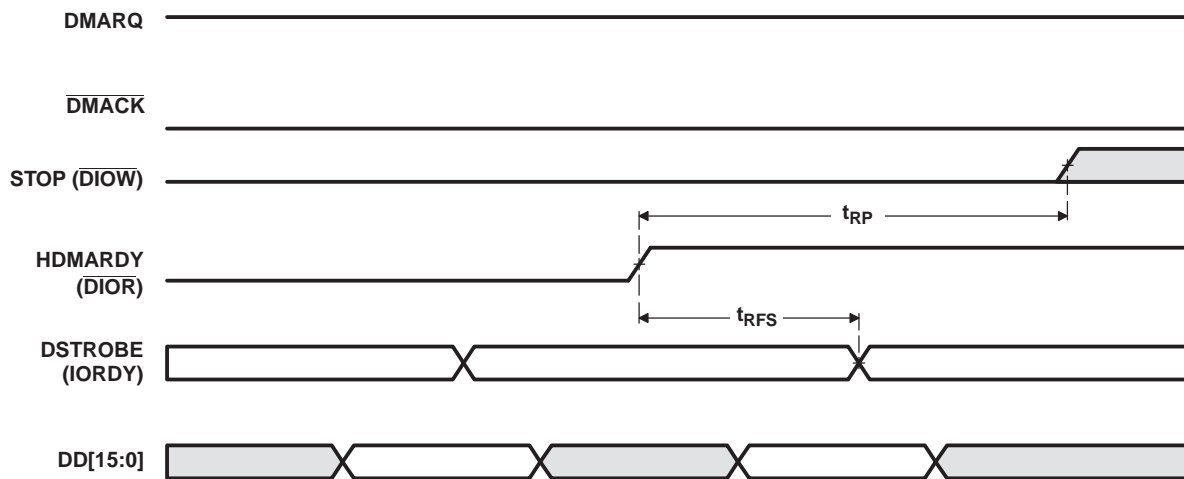 DMARQ
DMACK
STOP (DIOW)
tRP
HDMARDY
(DIOR)
tRFS
DSTROBE
(IORDY)
DD[15:0]